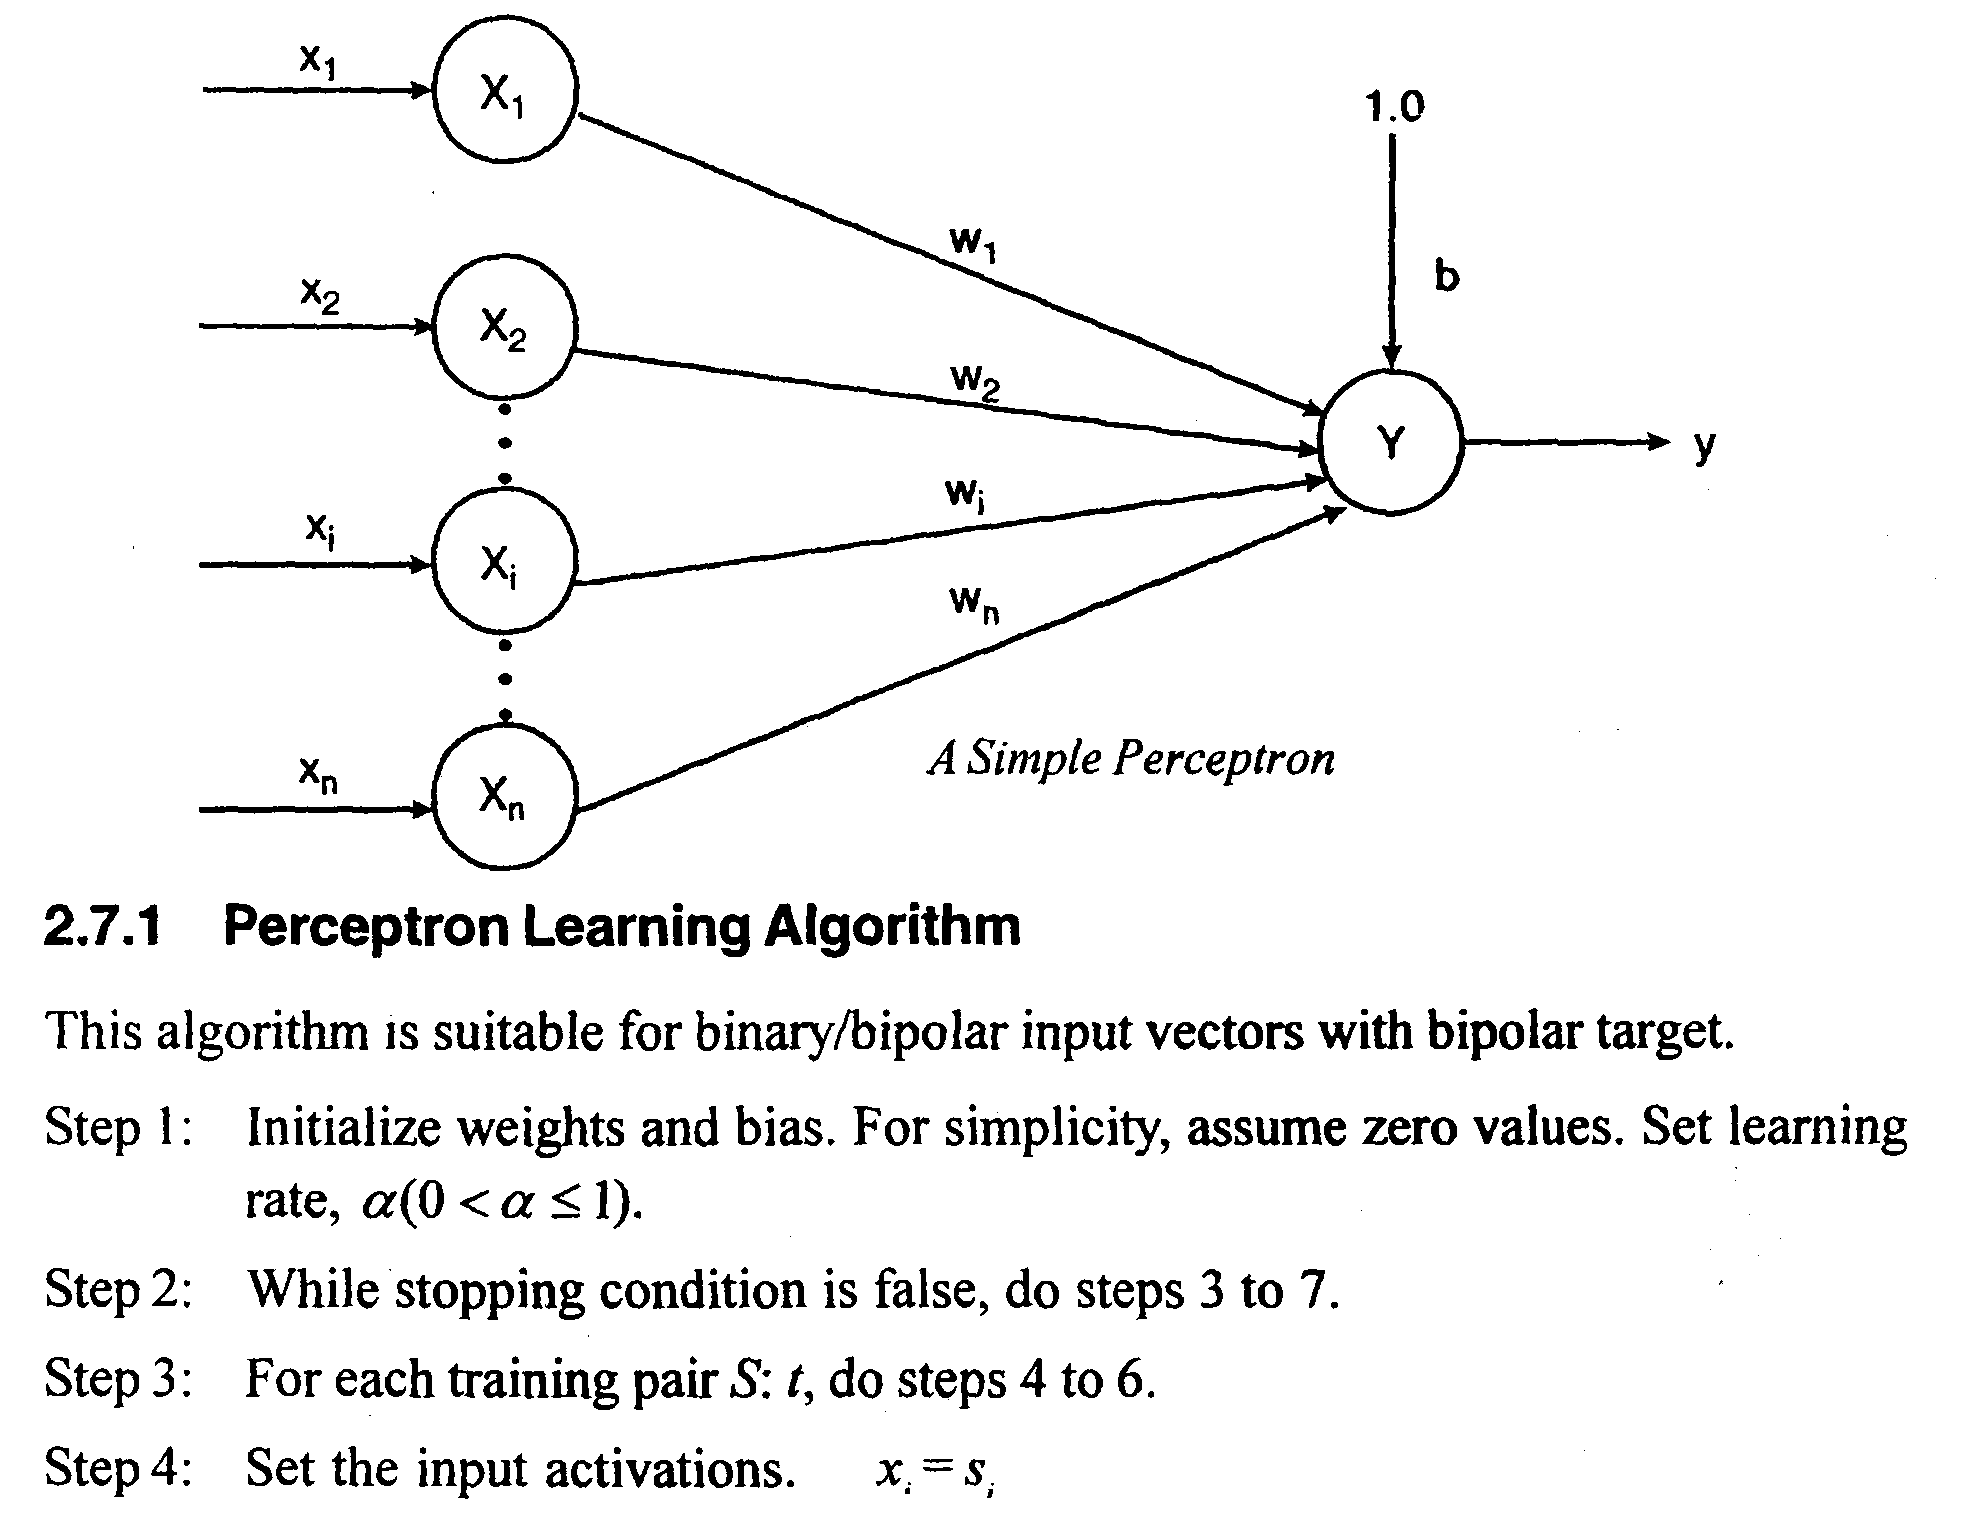 x₁
X₁
1.0
w₁
b
x₂
X₂
w₂
Y
y
xᵢ
Xᵢ
wᵢ
wₙ
xₙ
Xₙ
A Simple Perceptron
2.7.1 Perceptron Learning Algorithm
This algorithm is suitable for binary/bipolar input vectors with bipolar target.
Step 1: Initialize weights and bias. For simplicity, assume zero values. Set learning
rate, α(0 < α ≤ 1).
Step 2: While stopping condition is false, do steps 3 to 7.
Step 3: For each training pair S: t, do steps 4 to 6.
Step 4: Set the input activations. xᵢ = sᵢ